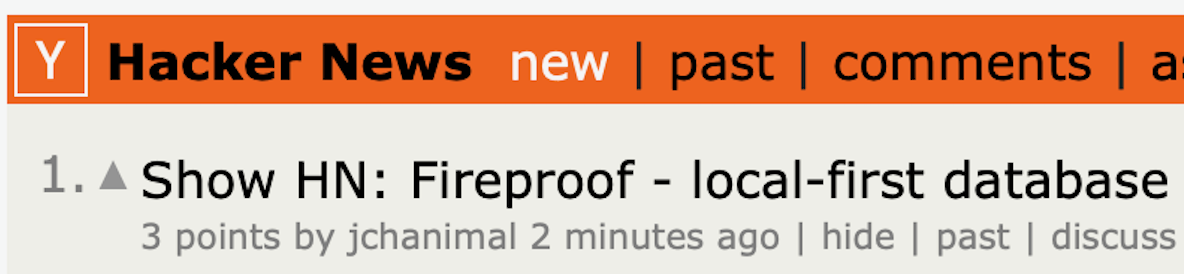 Y Hacker News new | past | comments | as
1. ▲ Show HN: Fireproof - local-first database
3 points by jchanimal 2 minutes ago | hide | past | discuss